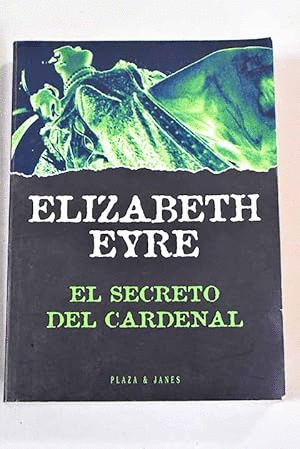 ELIZABETH
EYRE
EL SECRETO
DEL CARDENAL
PLAZA & JANES